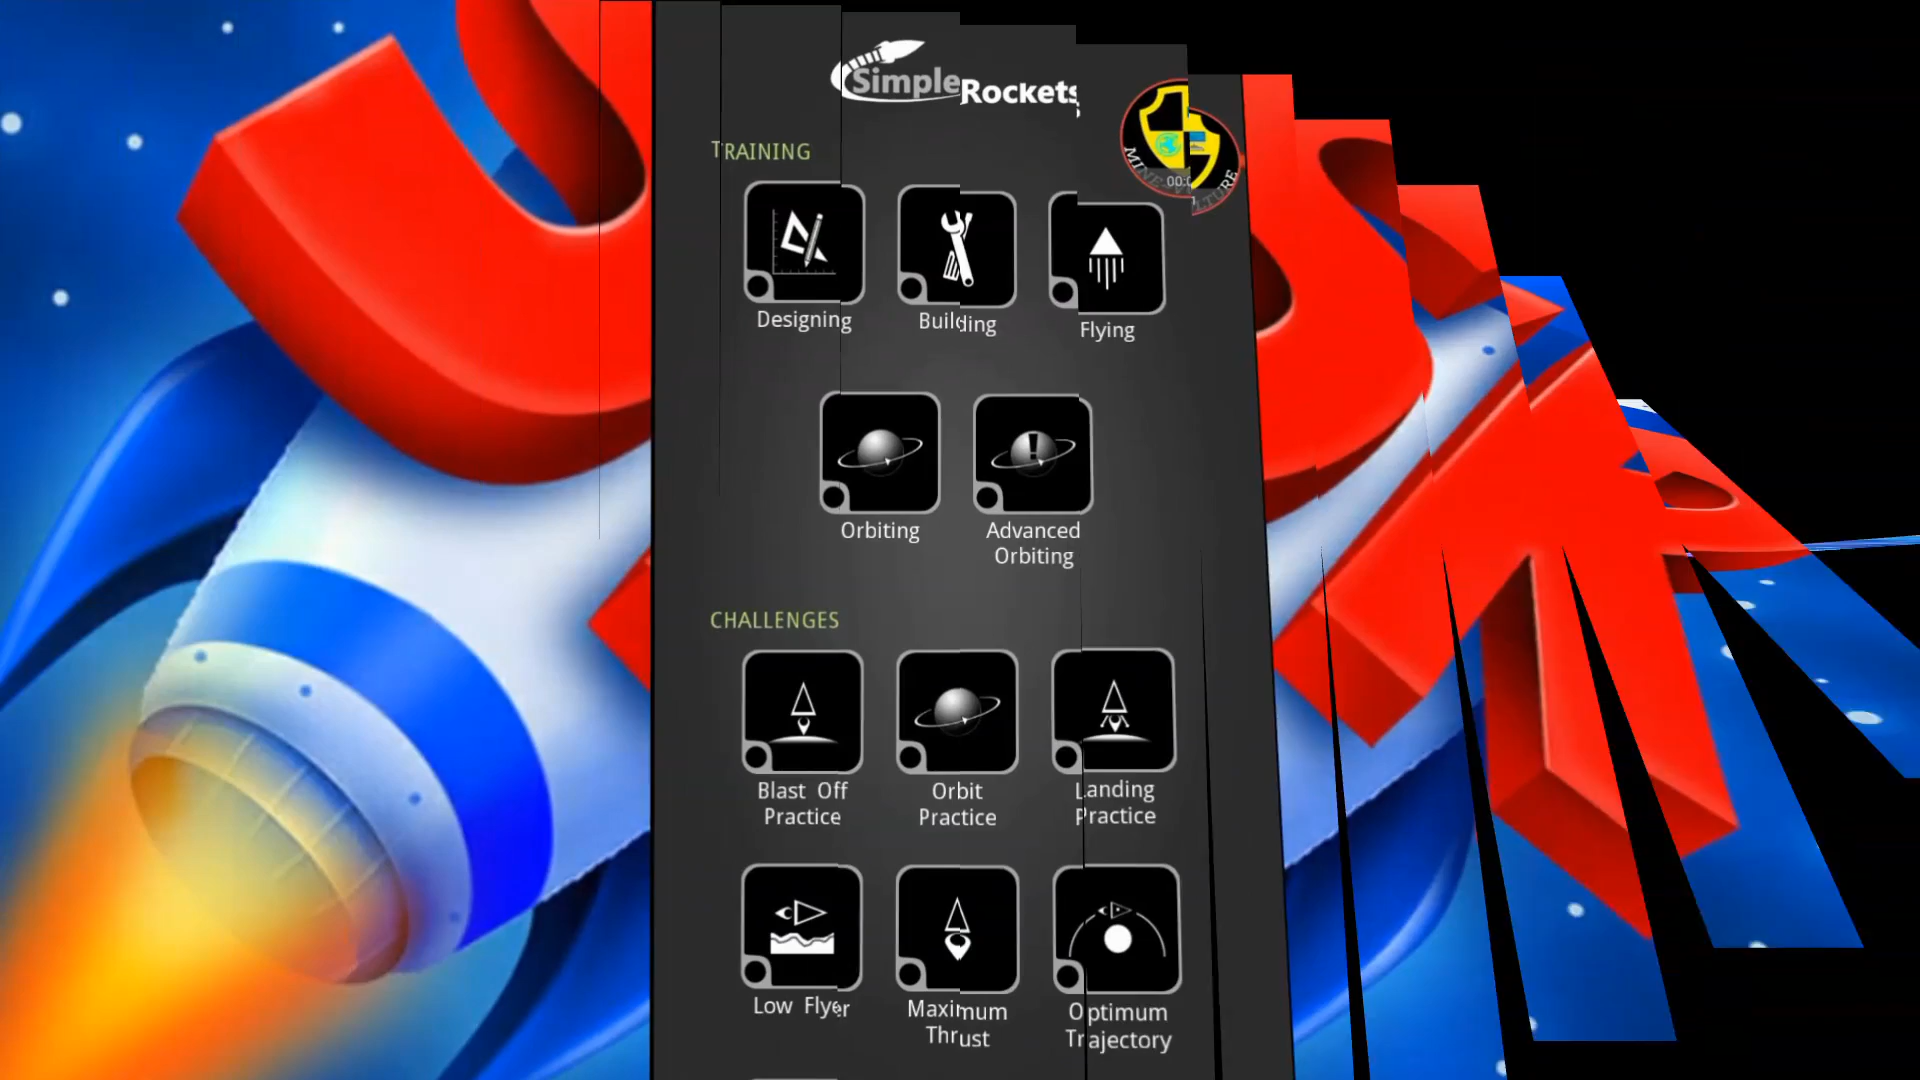 SimpleRockets
TRAINING
Designing
Building
Flying
Orbiting
Advanced
Orbiting
CHALLENGES
Blast Off
Practice
Orbit
Practice
Landing
Practice
Low Flyer
Maximum
Thrust
Optimum
Trajectory